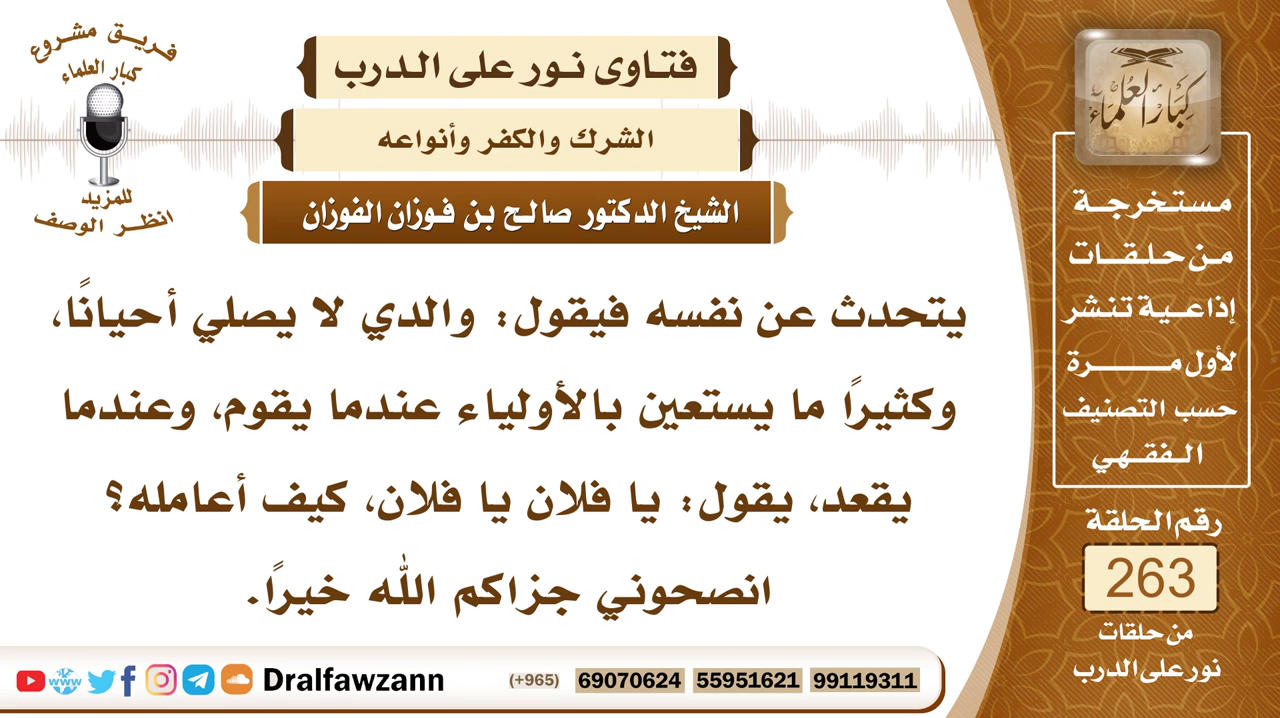 فريق مشروع
كبار العلماء
للمزيد
انظر الوصف
فتاوى نور على الدرب
الشرك والكفر وأنواعه
الشيخ الدكتور صالح بن فوزان الفوزان
يتحدث عن نفسه فيقول: والدي لا يصلي أحيانًا،
وكثيرًا ما يستعين بالأولياء عندما يقوم، وعندما
يقعد، يقول: يا فلان يا فلان، كيف أعامله؟
انصحوني جزاكم الله خيرًا.
كبار العلماء
مستخرجة
من حلقات
إذاعية تنشر
لأول مرة
حسب التصنيف
الفقهي
رقم الحلقة
263
من حلقات
نور على الدرب
www
Dralfawzann (+965) 69070624 55951621 99119311